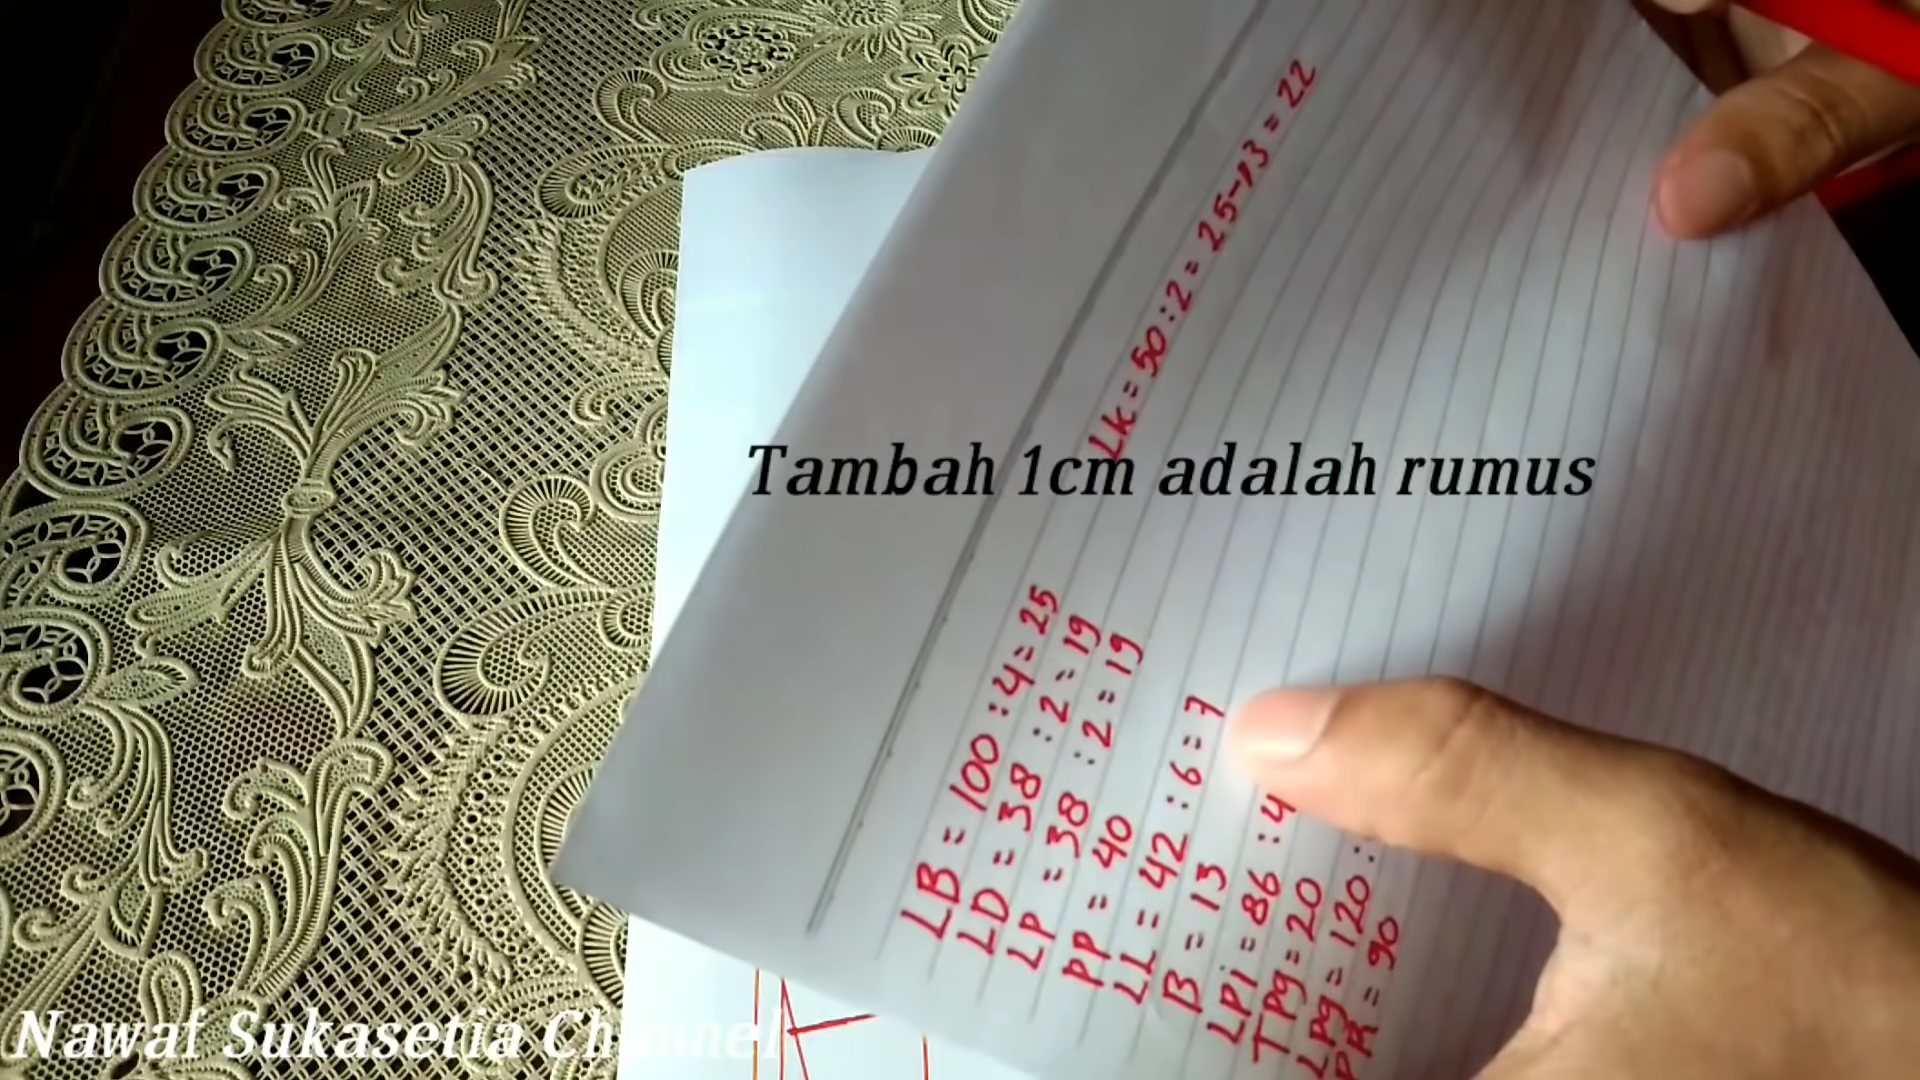 Lk = 50 : 2 = 25 - 3 = 22
Tambah 1cm adalah rumus
LB = 100 : 4 = 25
LD = 38 : 2 = 19
LP = 38 : 2 = 19
PP = 40
LL = 42 : 6 = 7
B = 13
LPi = 86 : 4
TPg = 20
LPg = 120 :
PR = 90
Nawaf Sukasetia Channel